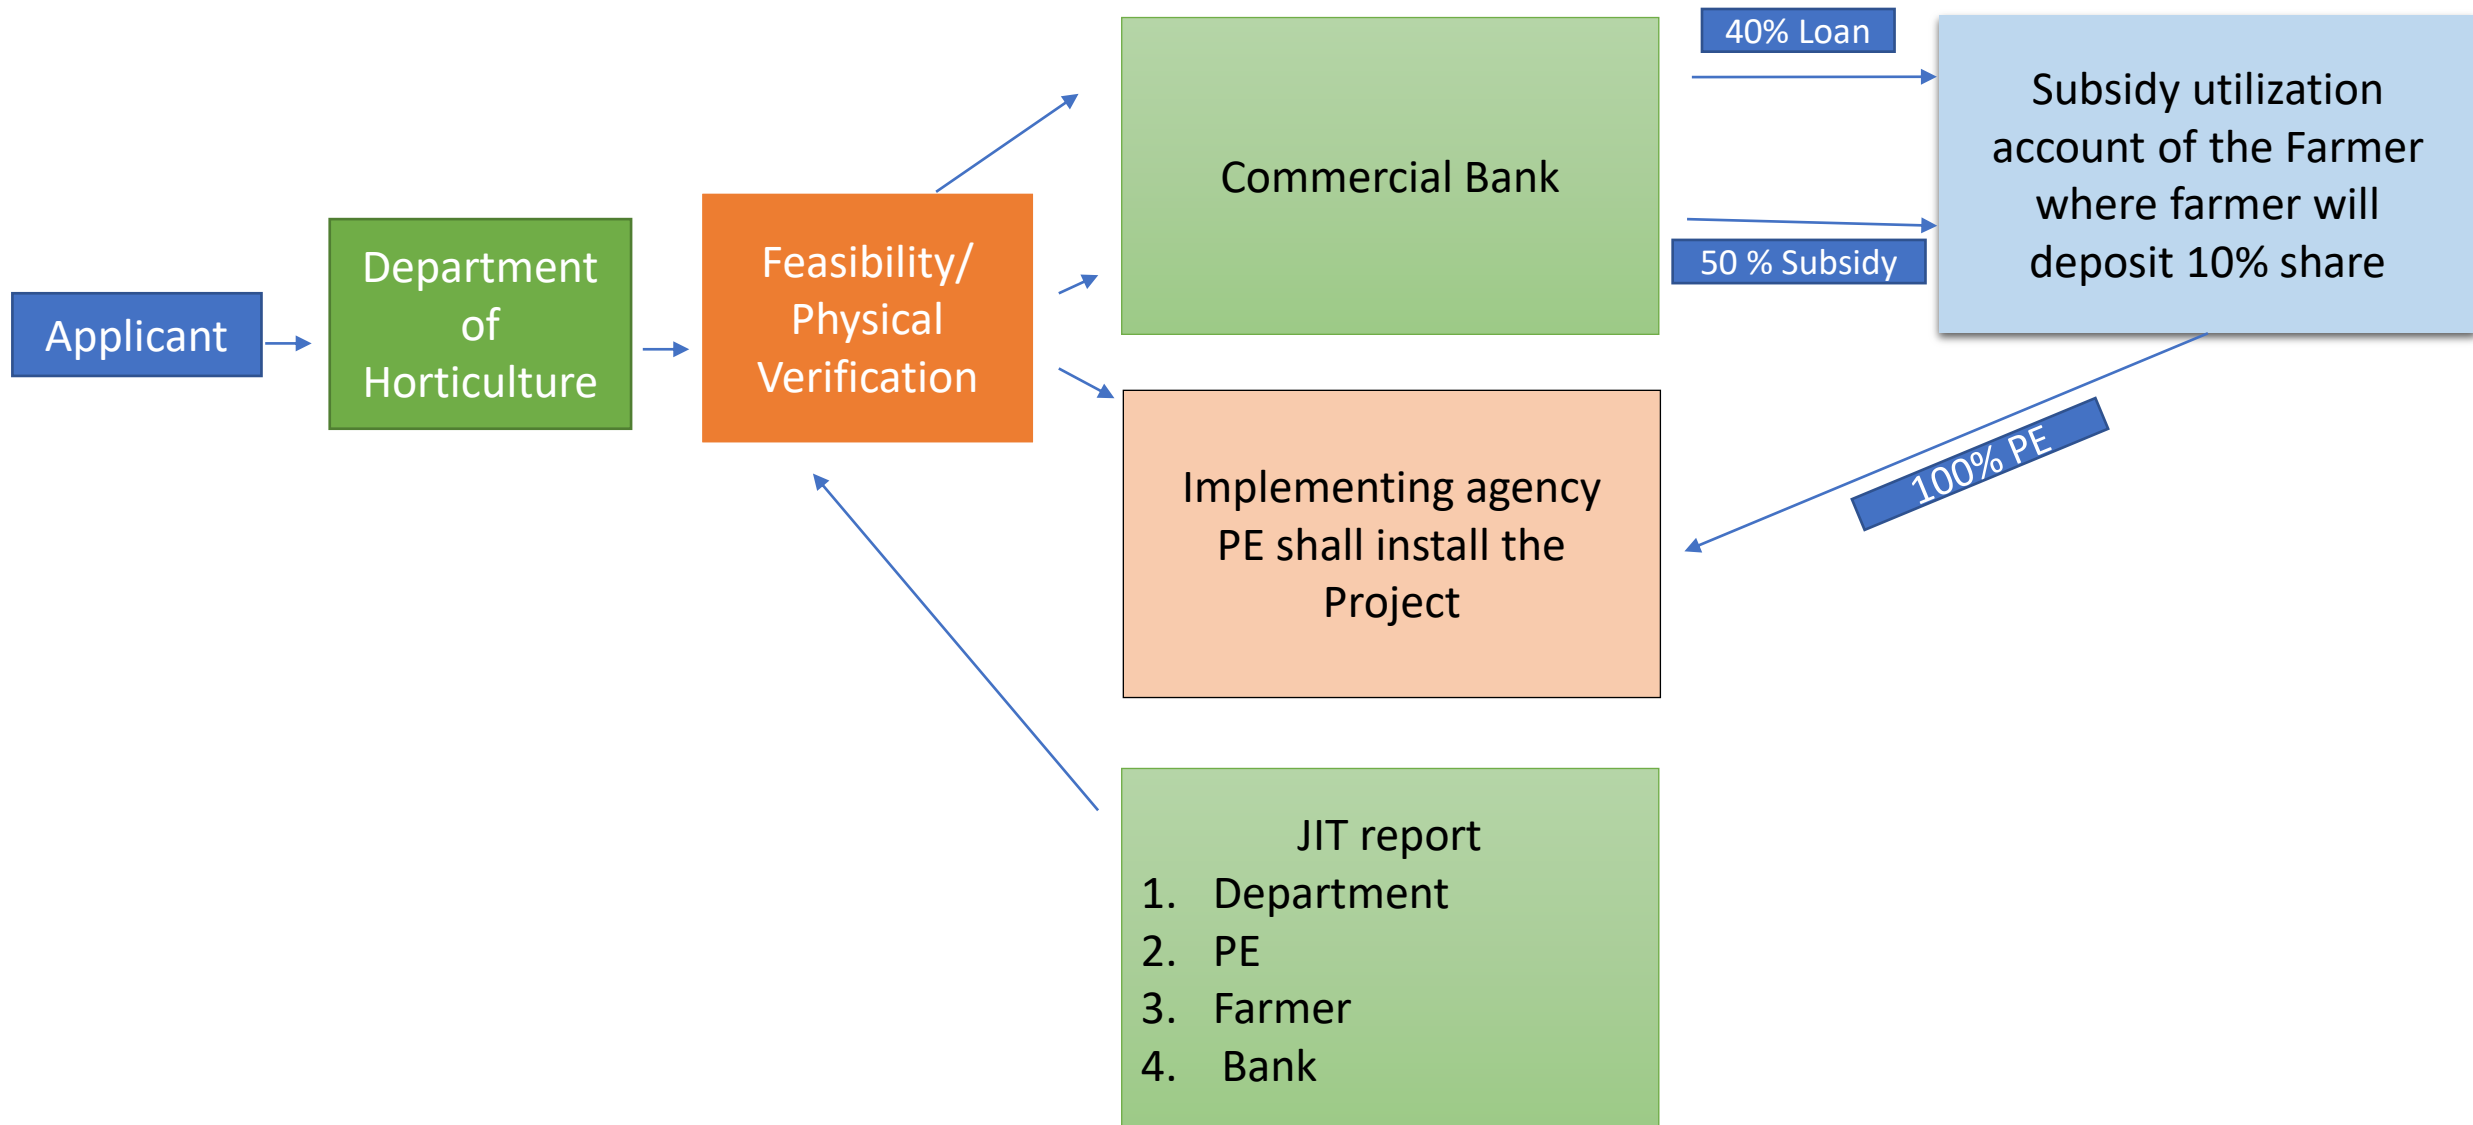 Applicant
Department
of
Horticulture
Feasibility/
Physical
Verification
Commercial Bank
40% Loan
50 % Subsidy
Subsidy utilization
account of the Farmer
where farmer will
deposit 10% share
100% PE
Implementing agency
PE shall install the
Project
JIT report
1. Department
2. PE
3. Farmer
4. Bank